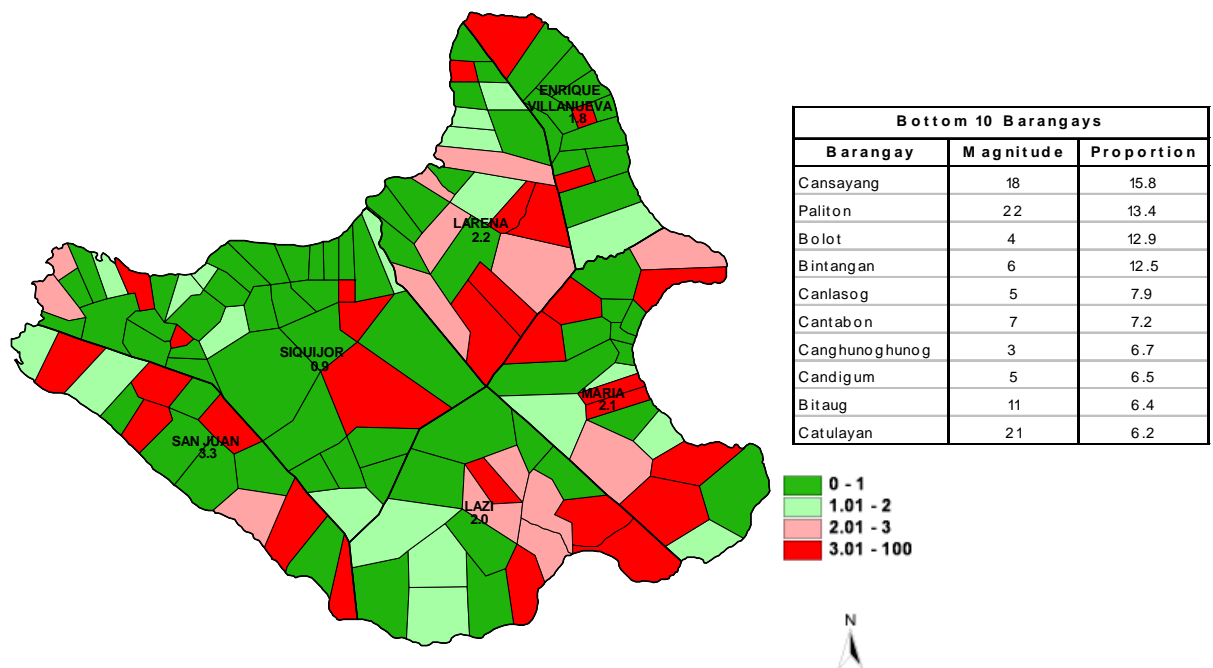 ENRIQUE
VILLANUEVA
1.8
LARENA
2.2
SIQUIJOR
0.9
MARIA
2.1
SAN JUAN
3.3
LAZI
2.0
Bottom 10 Barangays
Barangay Magnitude Proportion
Cansayang 18 15.8
Paliton 22 13.4
Bolot 4 12.9
Bintangan 6 12.5
Canlasog 5 7.9
Cantabon 7 7.2
Canghunoghunog 3 6.7
Candigum 5 6.5
Bitaug 11 6.4
Catulayan 21 6.2
0 - 1
1.01 - 2
2.01 - 3
3.01 - 100
N